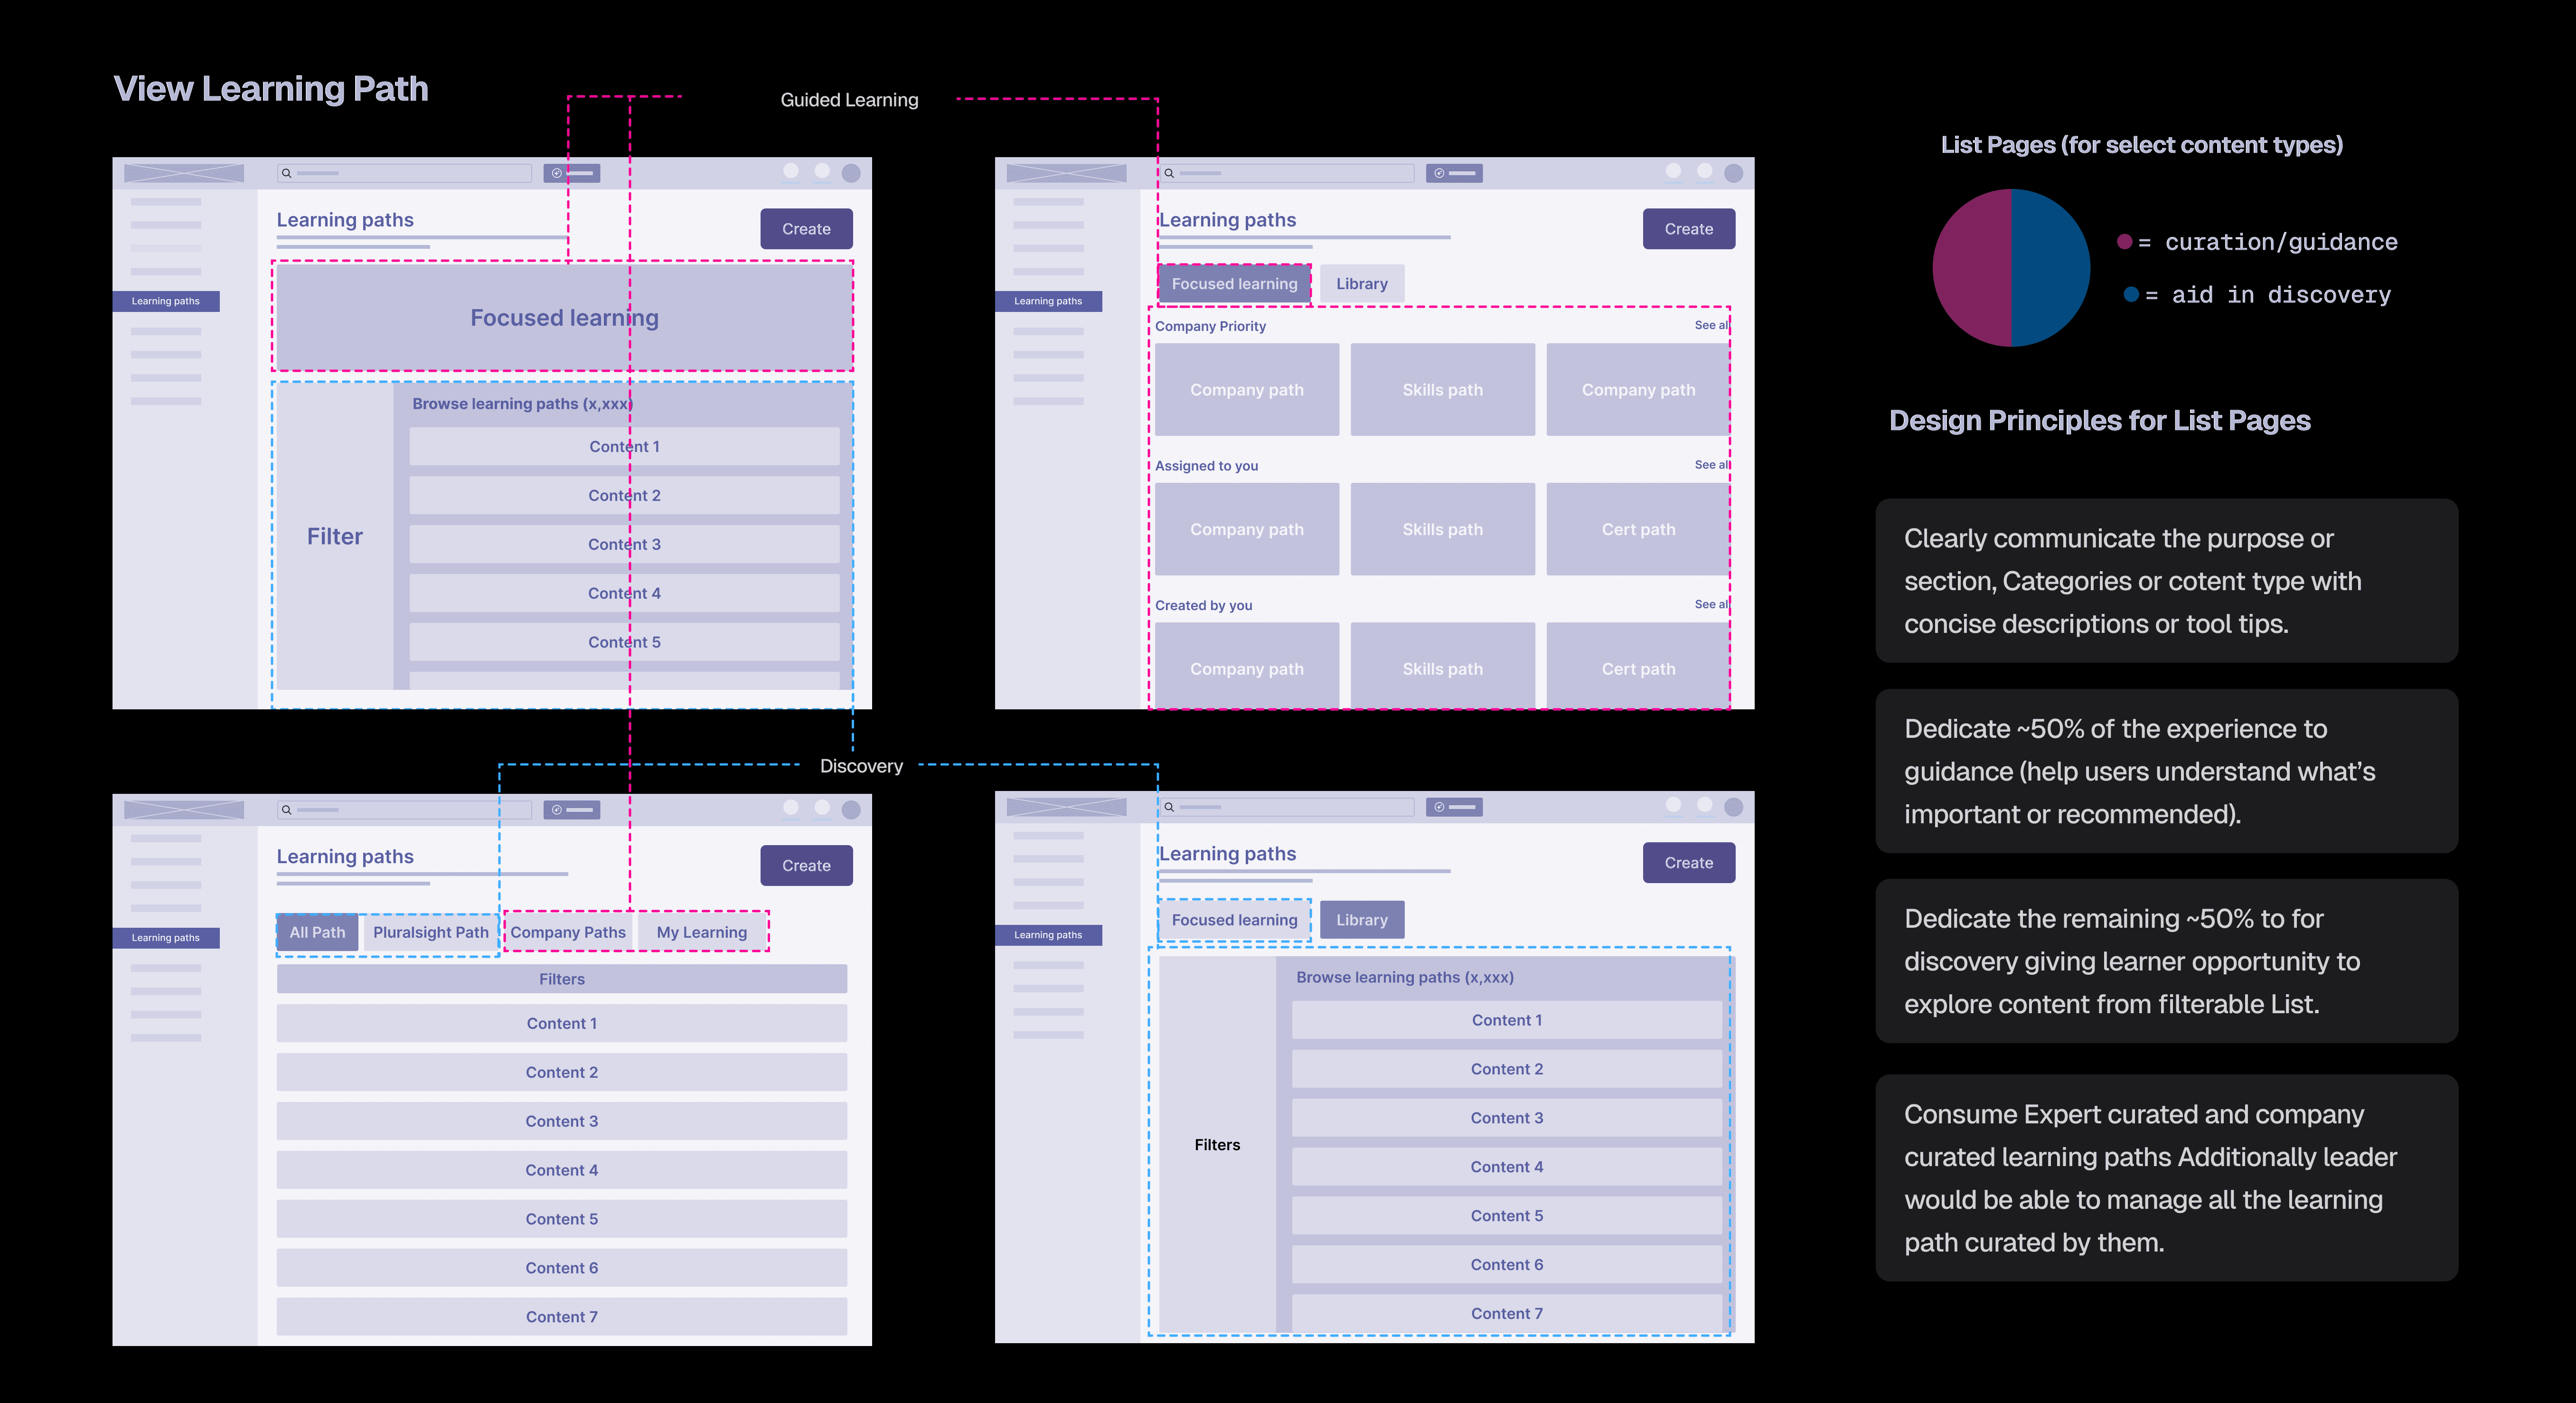 View Learning Path
Guided Learning
Learning paths
Create
Learning paths
Focused learning
Filter
Browse learning paths (x,xxx)
Content 1
Content 2
Content 3
Content 4
Content 5
Learning paths
Create
Learning paths
Focused learning
Library
Company Priority
See all
Company path
Skills path
Company path
Assigned to you
See all
Company path
Skills path
Cert path
Created by you
See all
Company path
Skills path
Cert path
Discovery
Learning paths
Create
Learning paths
All Path
Pluralsight Path
Company Paths
My Learning
Filters
Content 1
Content 2
Content 3
Content 4
Content 5
Content 6
Content 7
Learning paths
Create
Learning paths
Focused learning
Library
Filters
Browse learning paths (x,xxx)
Content 1
Content 2
Content 3
Content 4
Content 5
Content 6
Content 7
List Pages (for select content types)
= curation/guidance
= aid in discovery
Design Principles for List Pages
Clearly communicate the purpose or
section, Categories or cotent type with
concise descriptions or tool tips.
Dedicate ~50% of the experience to
guidance (help users understand what's
important or recommended).
Dedicate the remaining ~50% to for
discovery giving learner opportunity to
explore content from filterable List.
Consume Expert curated and company
curated learning paths Additionally leader
would be able to manage all the learning
path curated by them.